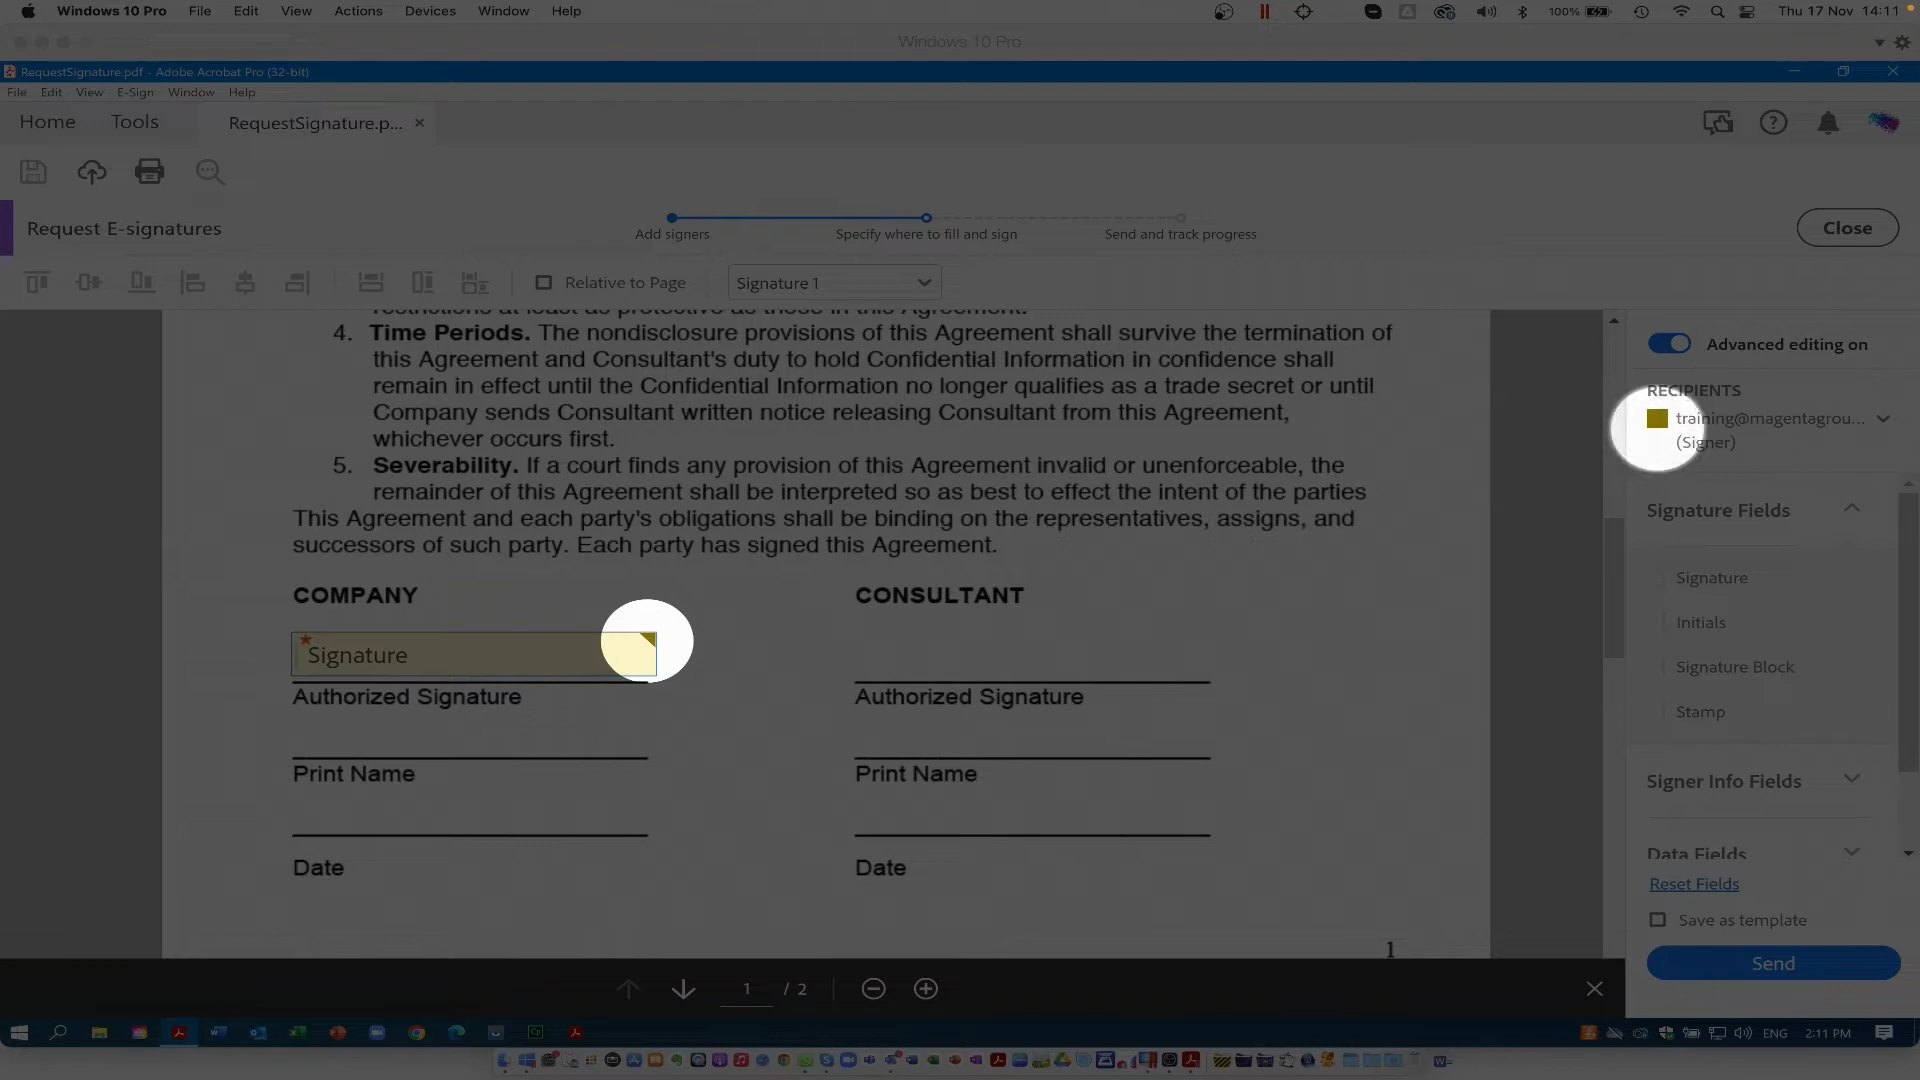 Windows 10 Pro File Edit View Actions Devices Window Help 100% Thu 17 Nov 14:11
Windows 10 Pro
RequestSignature.pdf - Adobe Acrobat Pro (32-bit)
File Edit View E-Sign Window Help
Home Tools RequestSignature.p...
Request E-signatures
Add signers Specify where to fill and sign Send and track progress
Close
Relative to Page Signature 1
restrictions at least as protective as those in this Agreement.
4. Time Periods. The nondisclosure provisions of this Agreement shall survive the termination of
this Agreement and Consultant's duty to hold Confidential Information in confidence shall
remain in effect until the Confidential Information no longer qualifies as a trade secret or until
Company sends Consultant written notice releasing Consultant from this Agreement,
whichever occurs first.
5. Severability. If a court finds any provision of this Agreement invalid or unenforceable, the
remainder of this Agreement shall be interpreted so as best to effect the intent of the parties
This Agreement and each party's obligations shall be binding on the representatives, assigns, and
successors of such party. Each party has signed this Agreement.
COMPANY CONSULTANT
* Signature
Authorized Signature Authorized Signature
Print Name Print Name
Date Date
1
Advanced editing on
RECIPIENTS
training@magentagrou...
(Signer)
Signature Fields
Signature
Initials
Signature Block
Stamp
Signer Info Fields
Data Fields
Reset Fields
Save as template
Send
1 / 2
ENG 2:11 PM